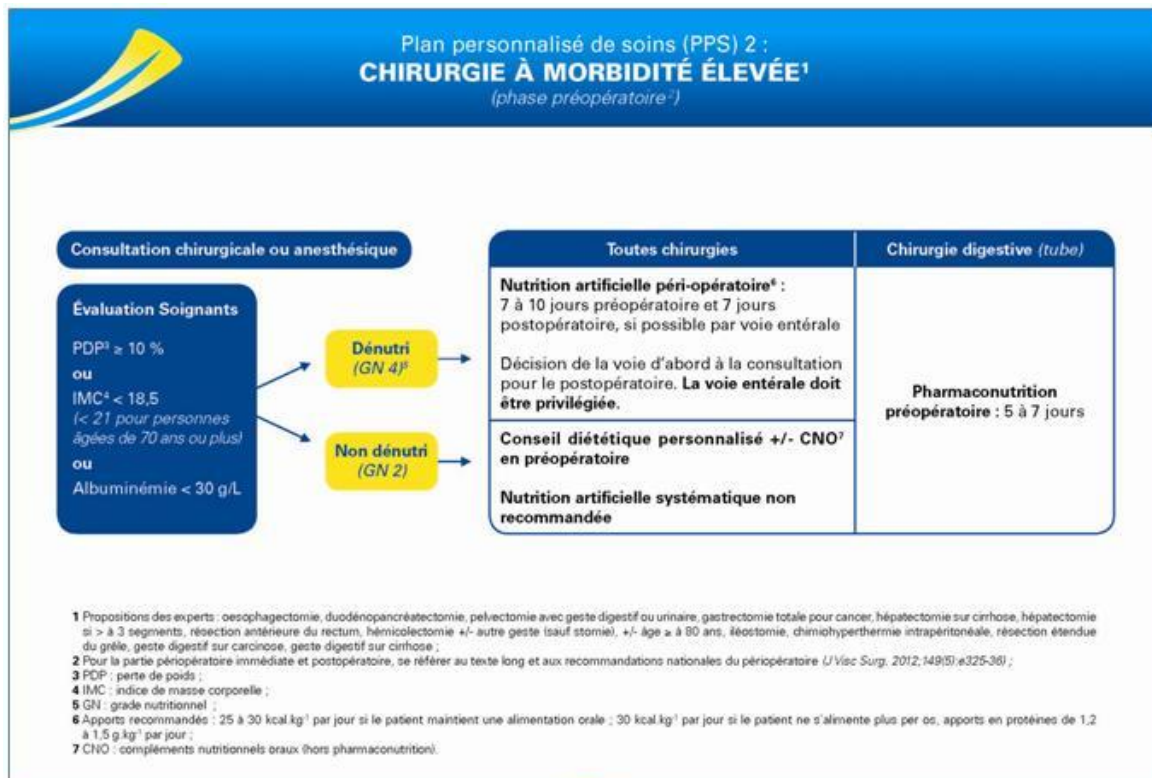 Plan personnalisé de soins (PPS) 2 :
CHIRURGIE À MORBIDITÉ ÉLEVÉE¹
(phase préopératoire²)
Consultation chirurgicale ou anesthésique
Évaluation Soignants
PDP³ ≥ 10 %
ou
IMC⁴ < 18,5
(< 21 pour personnes
âgées de 70 ans ou plus)
ou
Albuminémie < 30 g/L
Dénutri
(GN 4)⁵
Non dénutri
(GN 2)
Toutes chirurgies
Nutrition artificielle péri-opératoire⁶ :
7 à 10 jours préopératoire et 7 jours
postopératoire, si possible par voie entérale
Décision de la voie d'abord à la consultation
pour le postopératoire. La voie entérale doit
être privilégiée.
Conseil diététique personnalisé +/- CNO⁷
en préopératoire
Nutrition artificielle systématique non
recommandée
Chirurgie digestive (tube)
Pharmaconutrition
préopératoire : 5 à 7 jours
1 Propositions des experts : oesophagectomie, duodénopancréatectomie, pelvectomie avec geste digestif ou urinaire, gastrectomie totale pour cancer, hépatectomie sur cirrhose, hépatectomie
si > à 3 segments, résection antérieure du rectum, hémicolectomie +/- autre geste (sauf stomie), +/- âge ≥ à 80 ans, iléostomie, chimiohyperthermie intrapéritonéale, résection étendue
du grêle, geste digestif sur carcinose, geste digestif sur cirrhose ;
2 Pour la partie périopératoire immédiate et postopératoire, se référer au texte long et aux recommandations nationales du périopératoire (J Visc Surg. 2012;149(5):e325-36) ;
3 PDP : perte de poids ;
4 IMC : indice de masse corporelle ;
5 GN : grade nutritionnel ;
6 Apports recommandés : 25 à 30 kcal.kg⁻¹ par jour si le patient maintient une alimentation orale ; 30 kcal.kg⁻¹ par jour si le patient ne s'alimente plus per os, apports en protéines de 1,2
à 1,5 g.kg⁻¹ par jour ;
7 CNO : compléments nutritionnels oraux (hors pharmaconutrition).